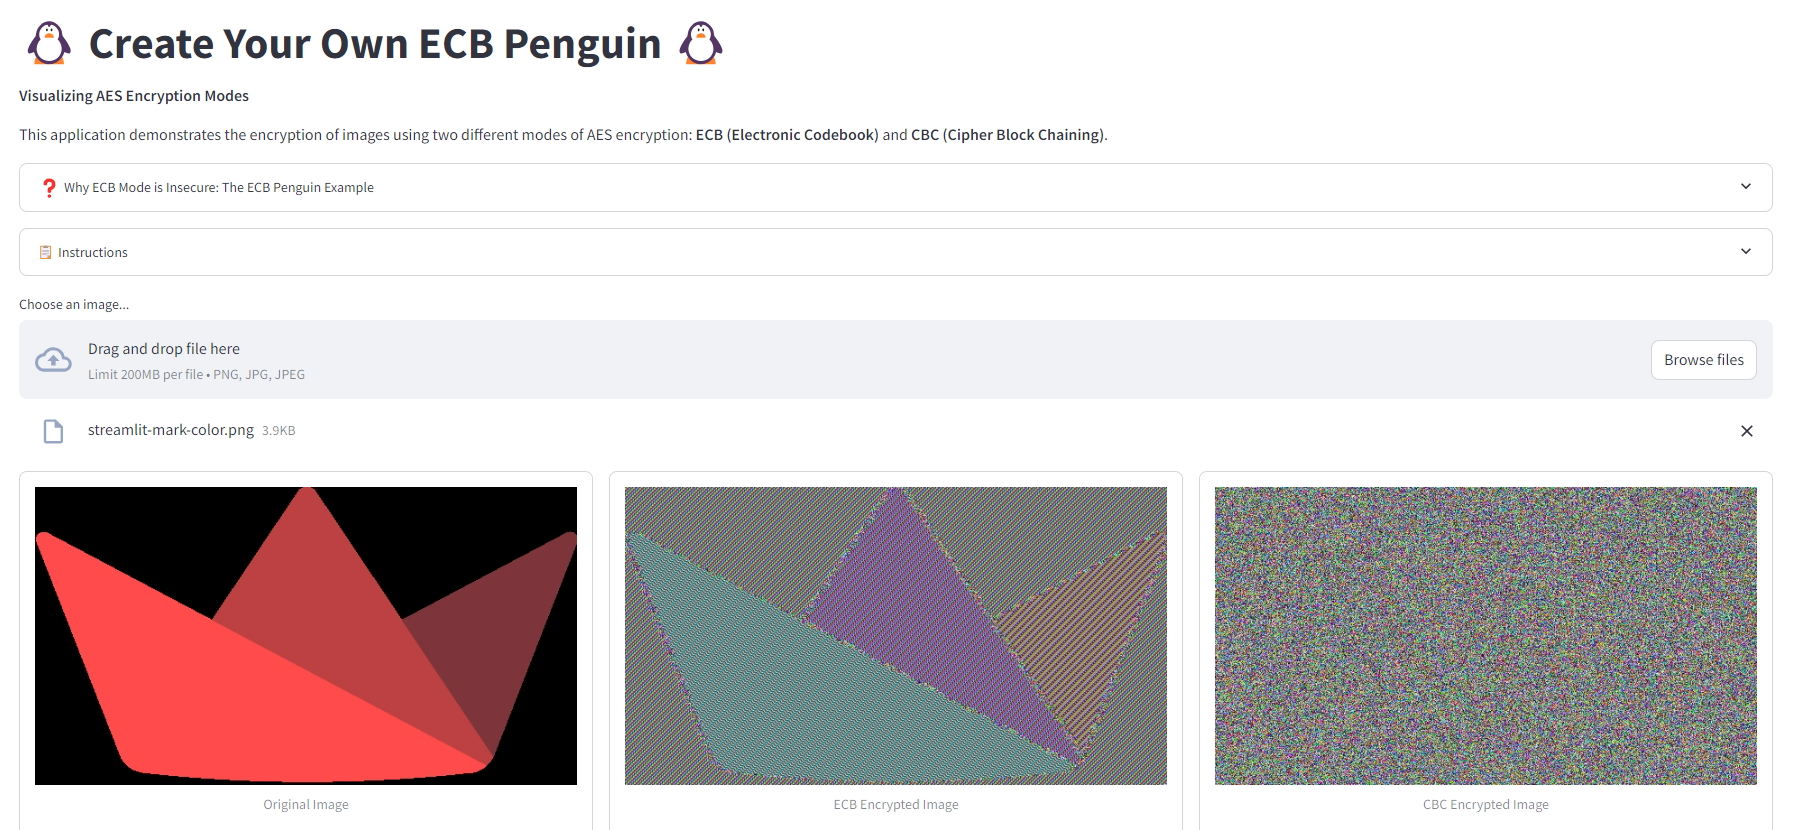 Create Your Own ECB Penguin
Visualizing AES Encryption Modes
This application demonstrates the encryption of images using two different modes of AES encryption: ECB (Electronic Codebook) and CBC (Cipher Block Chaining).
Why ECB Mode is Insecure: The ECB Penguin Example
Instructions
Choose an image...
Drag and drop file here
Limit 200MB per file • PNG, JPG, JPEG
Browse files
streamlit-mark-color.png 3.9KB
Original Image
ECB Encrypted Image
CBC Encrypted Image